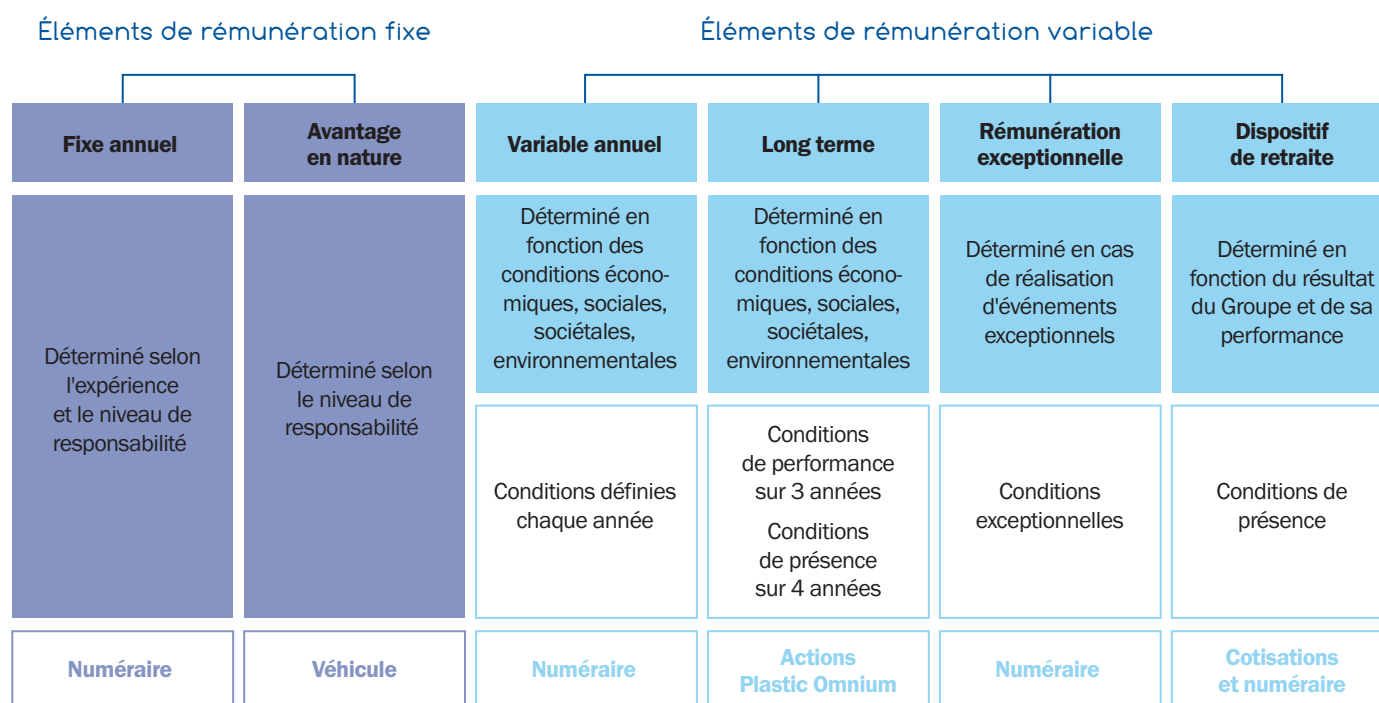 Éléments de rémunération fixe
Éléments de rémunération variable
Fixe annuel
Avantage
en nature
Variable annuel
Long terme
Rémunération
exceptionnelle
Dispositif
de retraite
Déterminé selon
l'expérience
et le niveau de
responsabilité
Déterminé selon
le niveau de
responsabilité
Déterminé en
fonction des
conditions écono-
miques, sociales,
sociétales,
environnementales
Déterminé en
fonction des
conditions écono-
miques, sociales,
sociétales,
environnementales
Déterminé en cas
de réalisation
d'événements
exceptionnels
Déterminé en
fonction du résultat
du Groupe et de sa
performance
Conditions définies
chaque année
Conditions
de performance
sur 3 années
Conditions
de présence
sur 4 années
Conditions
exceptionnelles
Conditions de
présence
Numéraire
Véhicule
Numéraire
Actions
Plastic Omnium
Numéraire
Cotisations
et numéraire